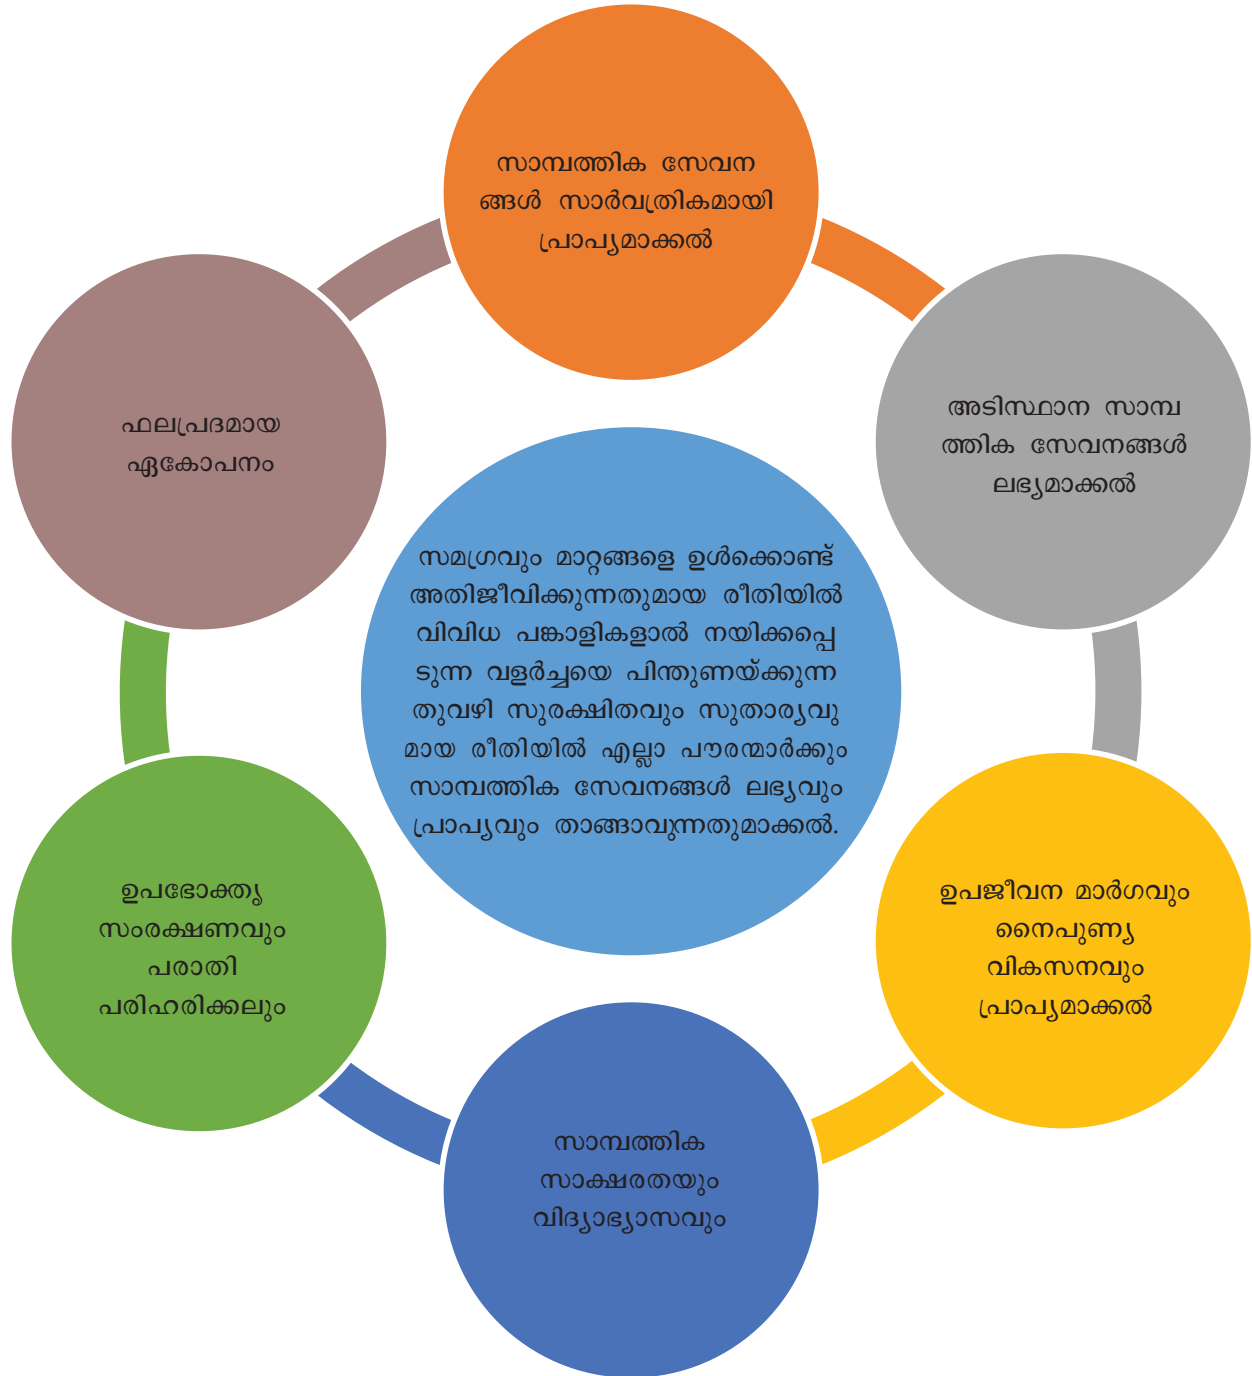 സാമ്പത്തിക സേവന
ങ്ങൾ സാർവത്രികമായി
പ്രാപ്യമാക്കൽ
അടിസ്ഥാന സാമ്പ
ത്തിക സേവനങ്ങൾ
ലഭ്യമാക്കൽ
ഉപജീവന മാർഗവും
നൈപുണ്യ
വികസനവും
പ്രാപ്യമാക്കൽ
സാമ്പത്തിക
സാക്ഷരതയും
വിദ്യാഭ്യാസവും
ഉപഭോക്തൃ
സംരക്ഷണവും
പരാതി
പരിഹരിക്കലും
ഫലപ്രദമായ
ഏകോപനം
സമഗ്രവും മാറ്റങ്ങളെ ഉൾക്കൊണ്ട്
അതിജീവിക്കുന്നതുമായ രീതിയിൽ
വിവിധ പങ്കാളികളാൽ നയിക്കപ്പെ
ടുന്ന വളർച്ചയെ പിന്തുണയ്ക്കുന്ന
തുവഴി സുരക്ഷിതവും സുതാര്യവു
മായ രീതിയിൽ എല്ലാ പൗരന്മാർക്കും
സാമ്പത്തിക സേവനങ്ങൾ ലഭ്യവും
പ്രാപ്യവും താങ്ങാവുന്നതുമാക്കൽ.